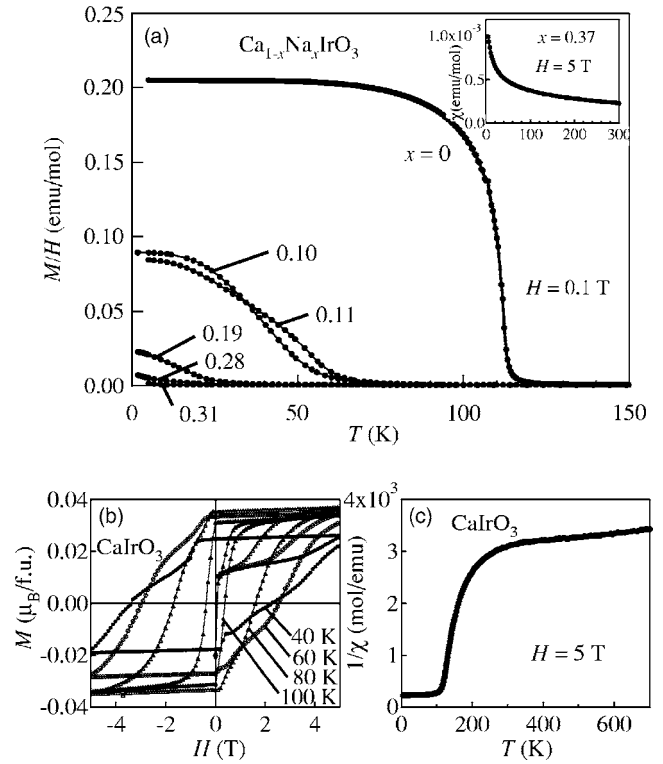 (a)
Ca1-xNaxIrO3
0.25
0.20
0.15
0.10
0.05
0.00
M/H (emu/mol)
x = 0
0.10
0.11
0.19
0.28
0.31
H = 0.1 T
0
50
100
150
T (K)
1.0x10-3
0.5
0.0
χ(emu/mol)
x = 0.37
H = 5 T
0
100
200
300
(b)
CaIrO3
0.04
0.02
0.00
-0.02
-0.04
M (μB/f.u.)
40 K
60 K
80 K
100 K
-4
-2
0
2
4
H (T)
(c)
CaIrO3
4x103
3
2
1
0
1/χ (mol/emu)
H = 5 T
0
200
400
600
T (K)